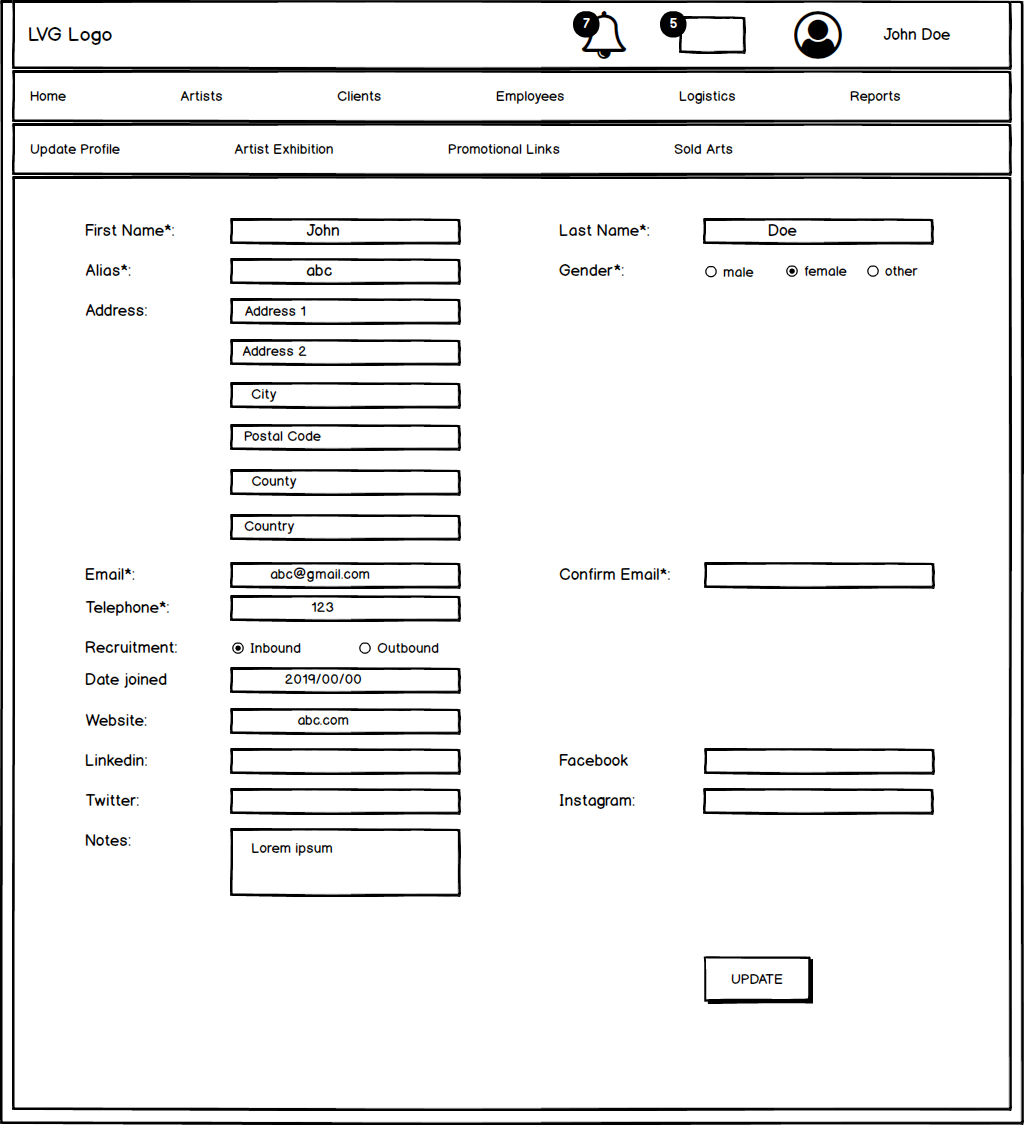 LVG Logo 7 5 John Doe
Home Artists Clients Employees Logistics Reports
Update Profile Artist Exhibition Promotional Links Sold Arts
First Name*: John Last Name*: Doe
Alias*: abc Gender*: male female other
Address: Address 1
Address 2
City
Postal Code
County
Country
Email*: abc@gmail.com Confirm Email*:
Telephone*: 123
Recruitment: Inbound Outbound
Date joined 2019/00/00
Website: abc.com
Linkedin: Facebook
Twitter: Instagram:
Notes: Lorem ipsum
UPDATE